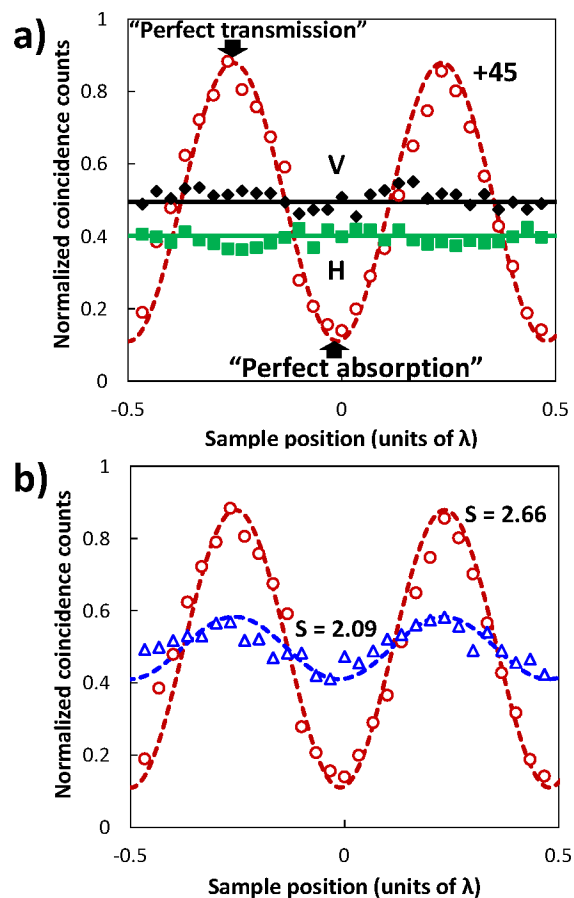 a)
Normalized coincidence counts
1
0.8
0.6
0.4
0.2
0
"Perfect transmission"
+45
V
H
"Perfect absorption"
-0.5
0
0.5
Sample position (units of λ)
b)
Normalized coincidence counts
1
0.8
0.6
0.4
0.2
0
S = 2.66
S = 2.09
-0.5
0
0.5
Sample position (units of λ)